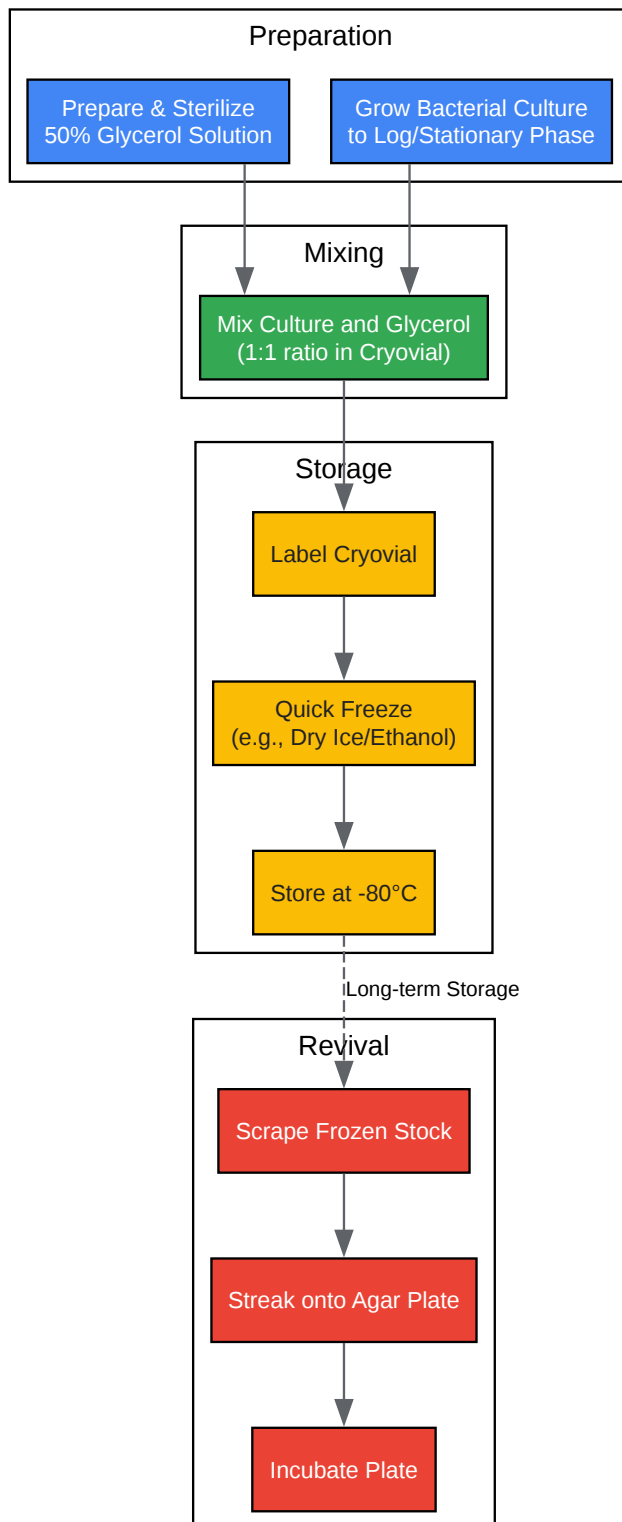 Preparation
Prepare & Sterilize
50% Glycerol Solution
Grow Bacterial Culture
to Log/Stationary Phase
Mixing
Mix Culture and Glycerol
(1:1 ratio in Cryovial)
Storage
Label Cryovial
Quick Freeze
(e.g., Dry Ice/Ethanol)
Store at -80°C
Long-term Storage
Revival
Scrape Frozen Stock
Streak onto Agar Plate
Incubate Plate